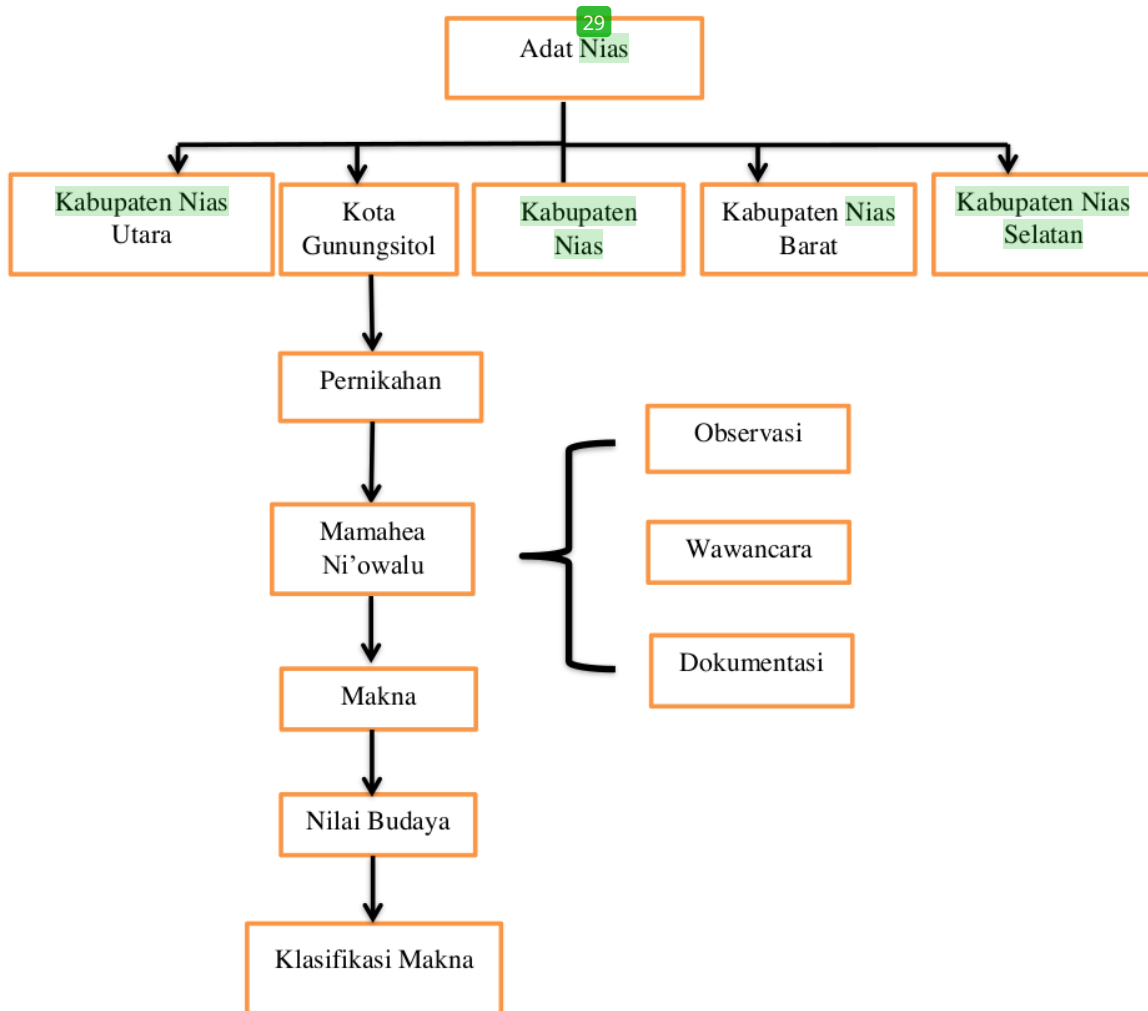 29
Adat Nias
Kabupaten Nias
Utara
Kota
Gunungsitol
Kabupaten
Nias
Kabupaten Nias
Barat
Kabupaten Nias
Selatan
Pernikahan
Mamahea
Ni’owalu
Observasi
Wawancara
Dokumentasi
Makna
Nilai Budaya
Klasifikasi Makna